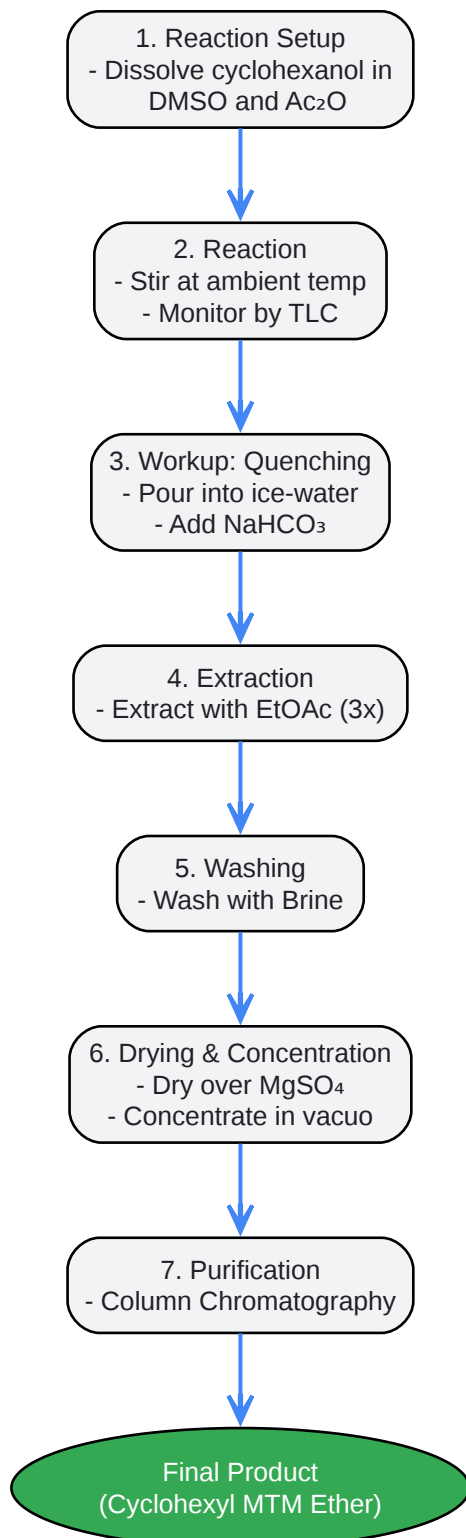 1. Reaction Setup
- Dissolve cyclohexanol in
DMSO and Ac₂O
2. Reaction
- Stir at ambient temp
- Monitor by TLC
3. Workup: Quenching
- Pour into ice-water
- Add NaHCO₃
4. Extraction
- Extract with EtOAc (3x)
5. Washing
- Wash with Brine
6. Drying & Concentration
- Dry over MgSO₄
- Concentrate in vacuo
7. Purification
- Column Chromatography
Final Product
(Cyclohexyl MTM Ether)